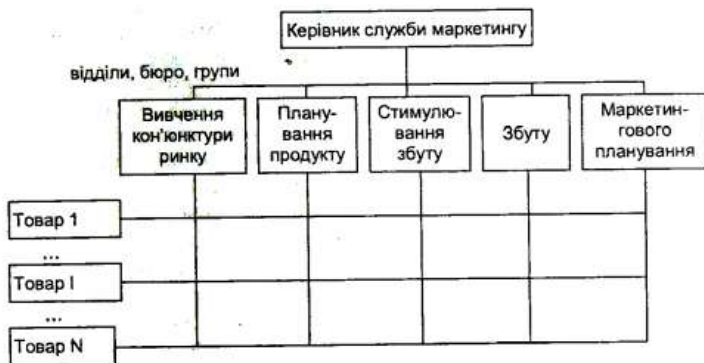 Керівник служби маркетингу
відділи, бюро, групи
Вивчення
кон'юнктури
ринку
Плану-
вання
продукту
Стимулю-
вання
збуту
Збуту
Маркетин-
гового
планування
Товар 1
...
Товар I
...
Товар N